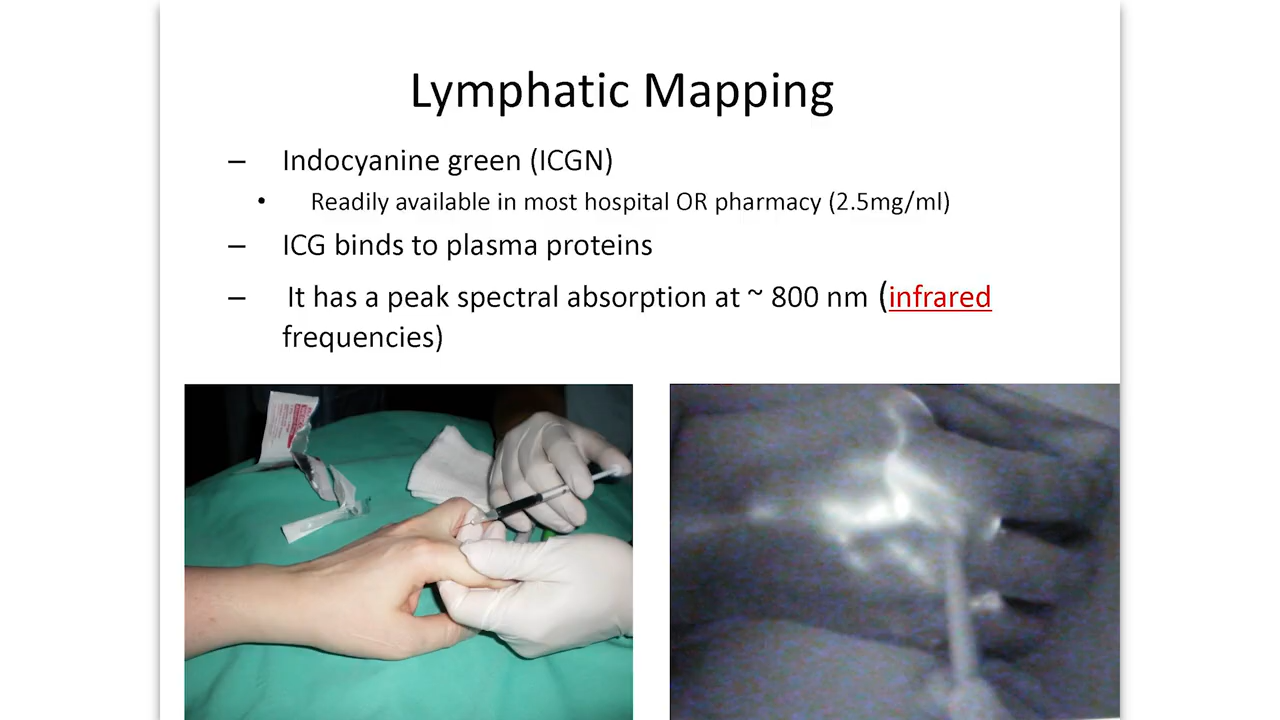 Lymphatic Mapping
– Indocyanine green (ICGN)
• Readily available in most hospital OR pharmacy (2.5mg/ml)
– ICG binds to plasma proteins
– It has a peak spectral absorption at ~ 800 nm (infrared
frequencies)